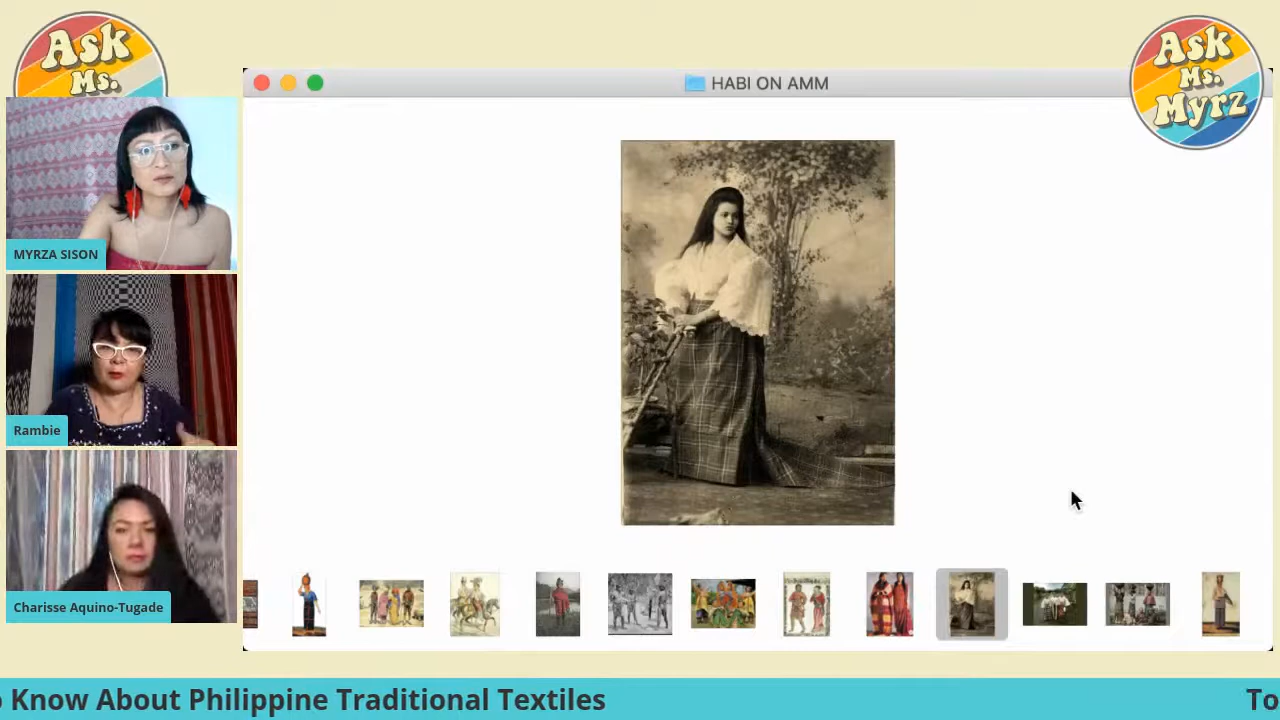 Ask
Ms.
HABI ON AMM
Ask
Ms.
Myrz
MYRZA SISON
Rambie
Charisse Aquino-Tugade
Know About Philippine Traditional Textiles
To